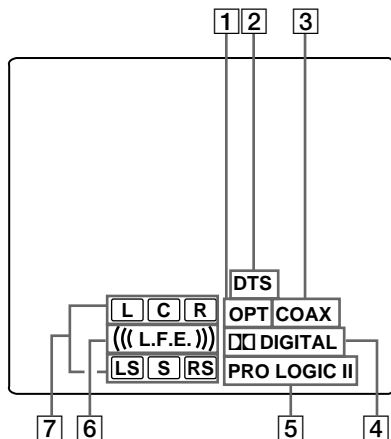 1 2 3
DTS
L C R OPT COAX
((( L.F.E. ))) DIGITAL
LS S RS PRO LOGIC II
7 6 5 4